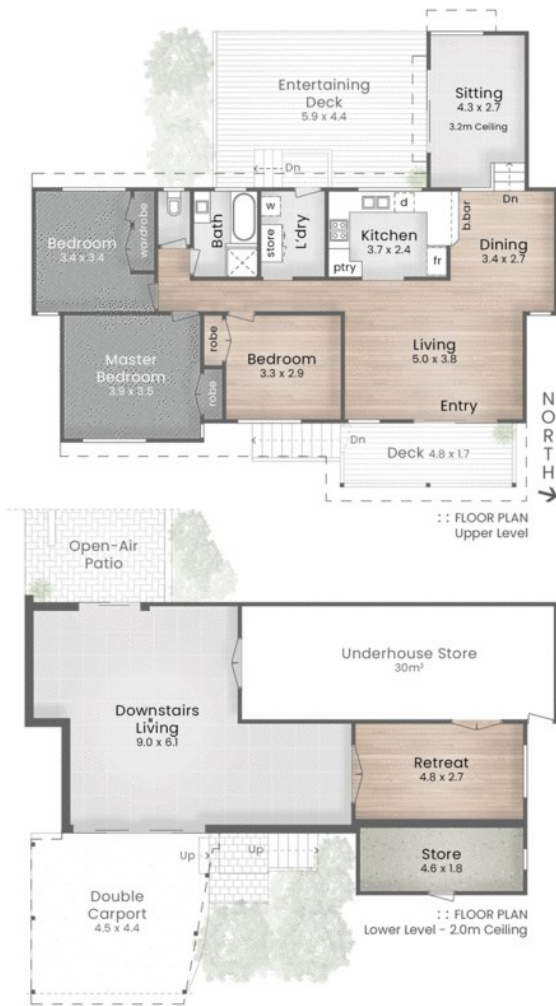 Entertaining
Deck
5.9 x 4.4
Sitting
4.3 x 2.7
3.2m Ceiling
Dn
Dn
Bedroom
3.4 x 3.4
wardrobe
Bath
w
store
L'dry
d
Kitchen
3.7 x 2.4
ptry
fr
b.bar
Dining
3.4 x 2.7
Master
Bedroom
3.9 x 3.5
robe
robe
Bedroom
3.3 x 2.9
Living
5.0 x 3.8
Entry
Dn
Deck 4.8 x 1.7
NORTH
: : FLOOR PLAN
Upper Level
Open-Air
Patio
Underhouse Store
30m²
Downstairs
Living
9.0 x 6.1
Retreat
4.8 x 2.7
Up
Up
Store
4.6 x 1.8
Double
Carport
4.5 x 4.4
: : FLOOR PLAN
Lower Level - 2.0m Ceiling